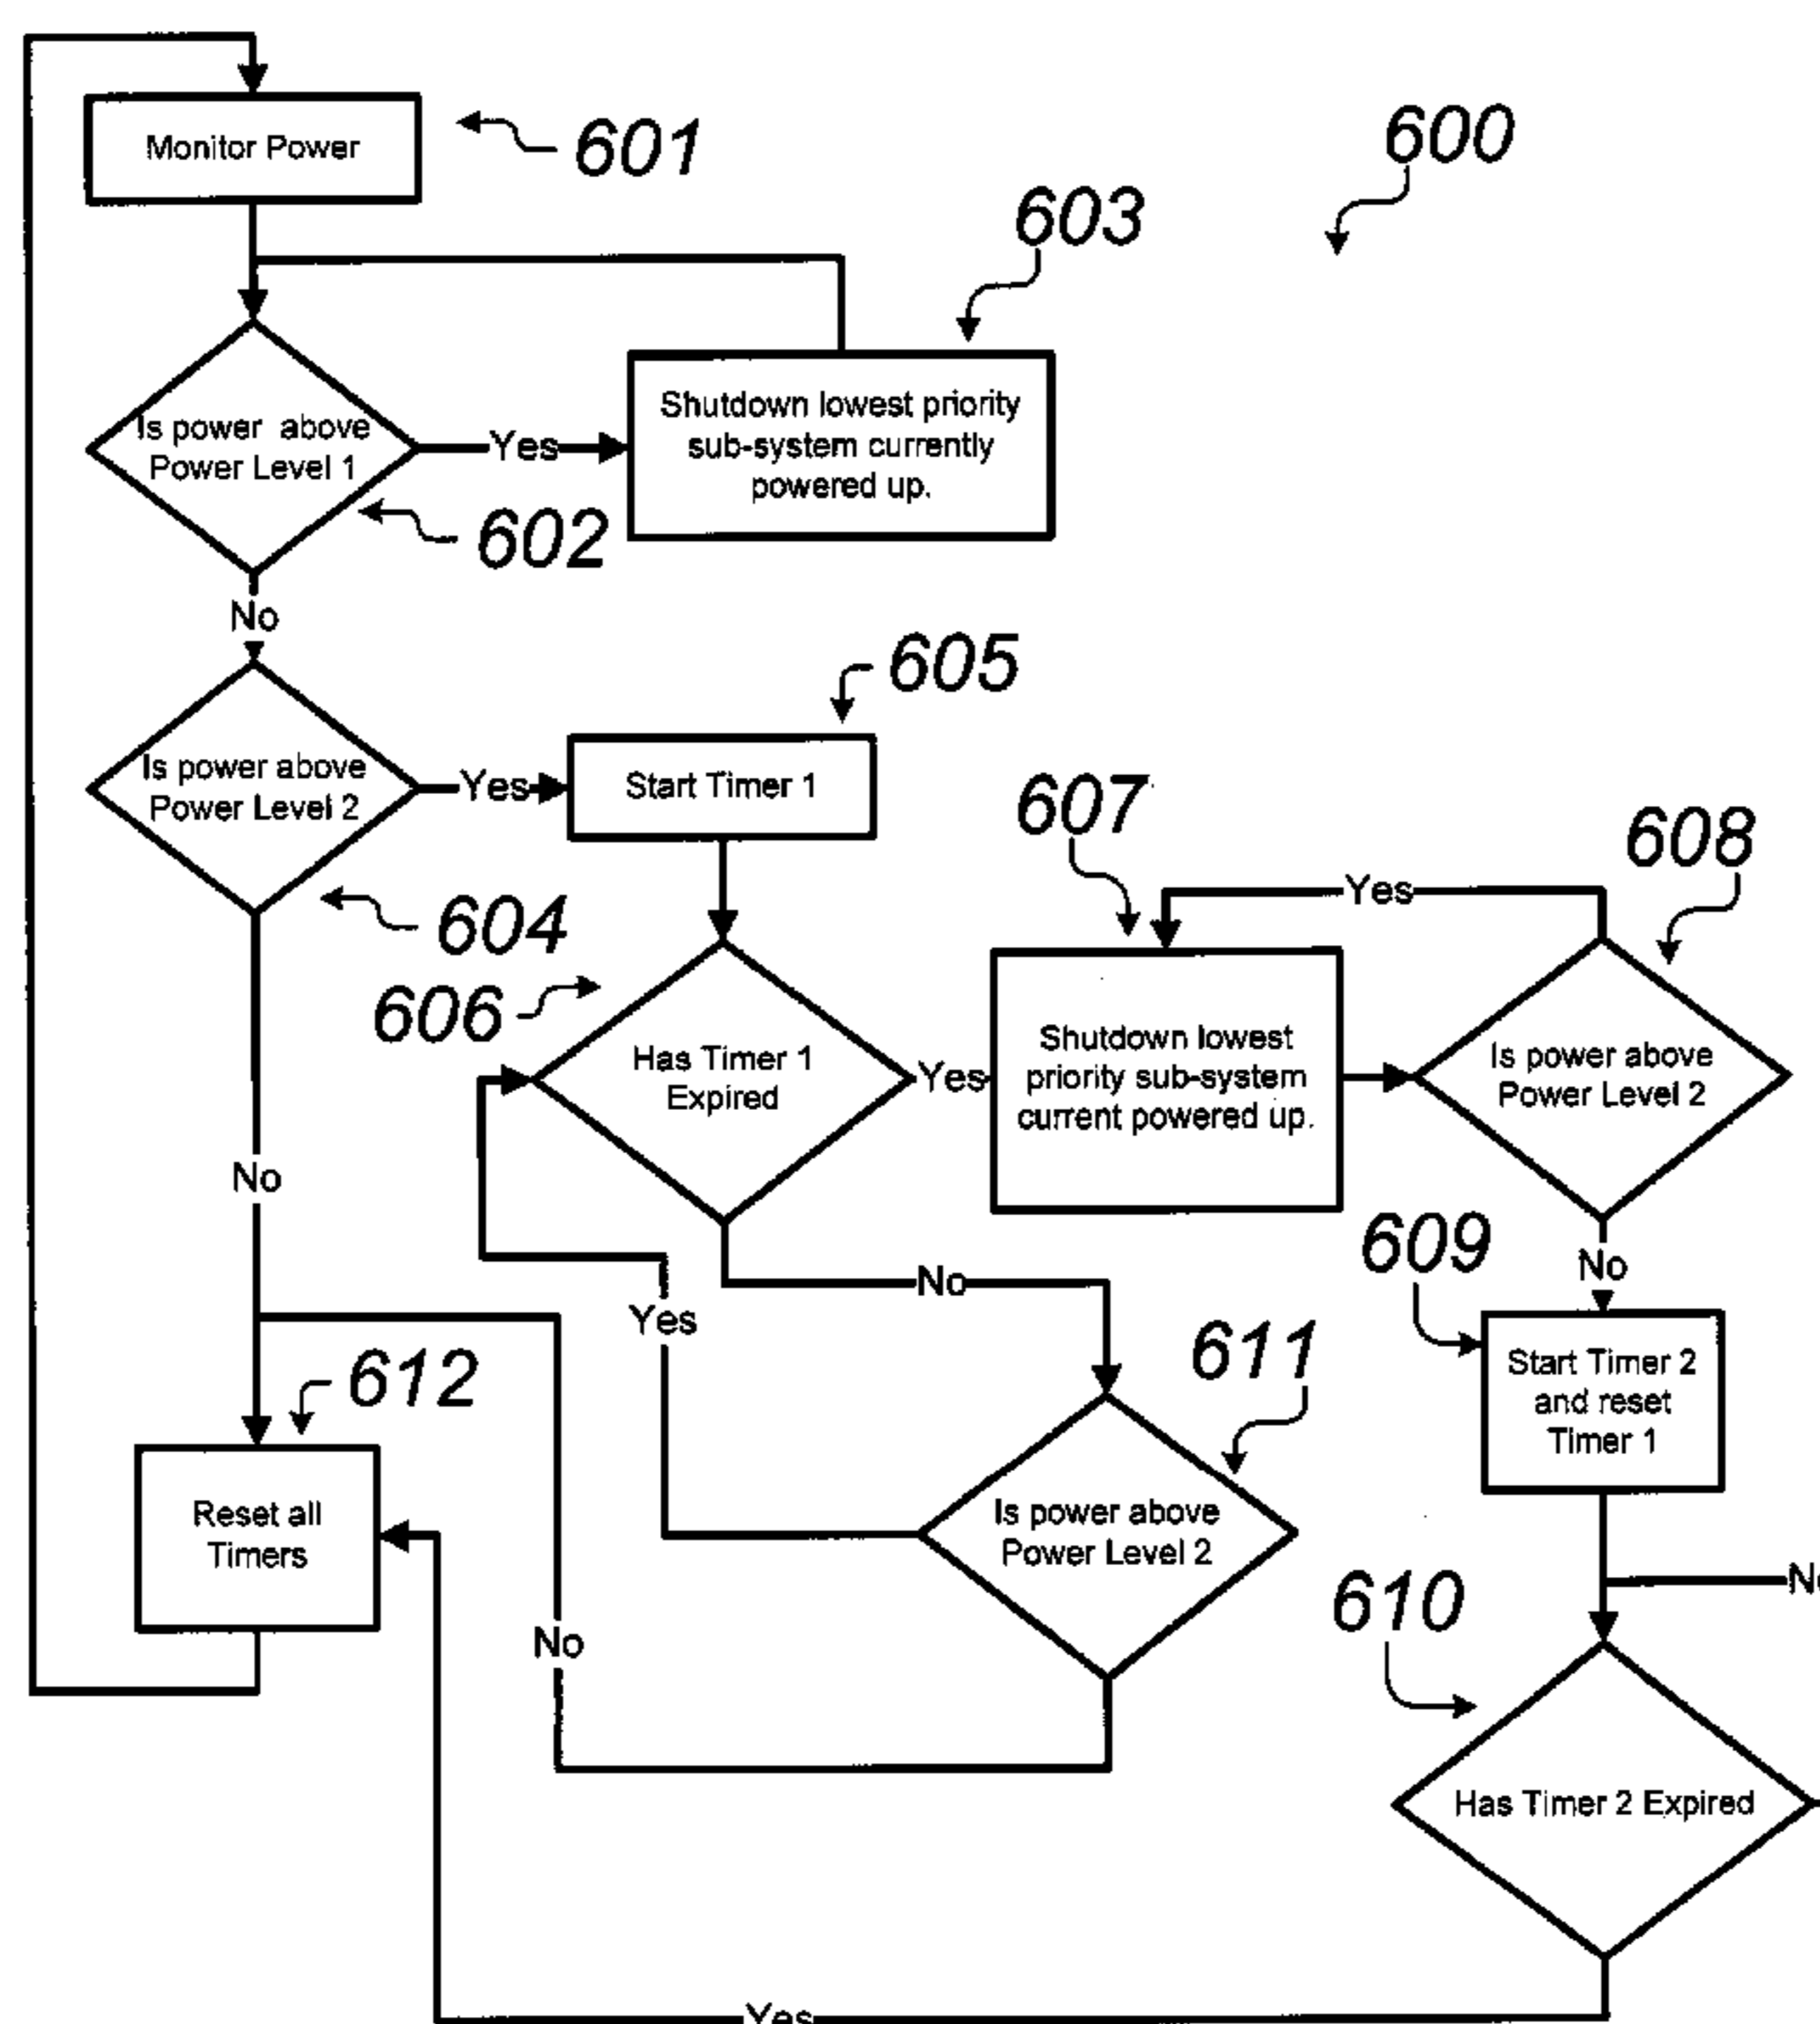 Monitor Power
601
600
603
Is power above
Power Level 1
Yes
Shutdown lowest priority
sub-system currently
powered up.
602
No
605
Is power above
Power Level 2
Yes
Start Timer 1
607
608
604
Yes
606
Has Timer 1
Expired
Yes
Shutdown lowest
priority sub-system
current powered up.
Is power above
Power Level 2
No
609
No
No
Yes
611
612
Start Timer 2
and reset
Timer 1
Reset all
Timers
Is power above
Power Level 2
610
No
No
Has Timer 2 Expired
Yes